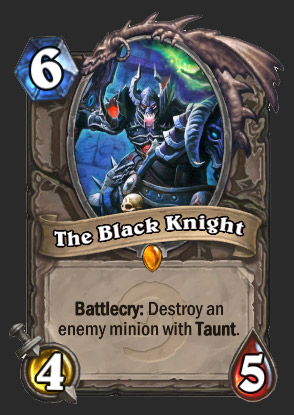 6
The Black Knight
Battlecry: Destroy an
enemy minion with Taunt.
4
5